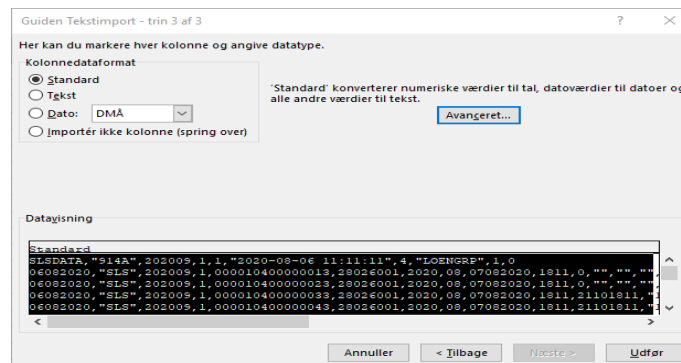 Guiden Tekstimport - trin 3 af 3 ?
Her kan du markere hver kolonne og angive datatype.
Kolonnedataformat
Standard
Tekst
Dato: DMÅ
Importér ikke kolonne (spring over)
'Standard' konverterer numeriske værdier til tal, datoværdier til datoer og
alle andre værdier til tekst.
Avanceret...
Datavisning
Standard
SLSDATA,"914A",202009,1,1,"2020-08-06 11:11:11",4,"LOENGRP",1,0
06082020,"SLS",202009,1,000010400000013,28026001,2020,08,07082020,1811,0,"","","",
06082020,"SLS",202009,1,000010400000023,28026001,2020,08,07082020,1811,0,"","","",
06082020,"SLS",202009,1,000010400000033,28026001,2020,08,07082020,1811,21101811,"
06082020,"SLS",202009,1,000010400000043,28026001,2020,08,07082020,1811,21101811,"
Annuller < Tilbage Næste > Udfør